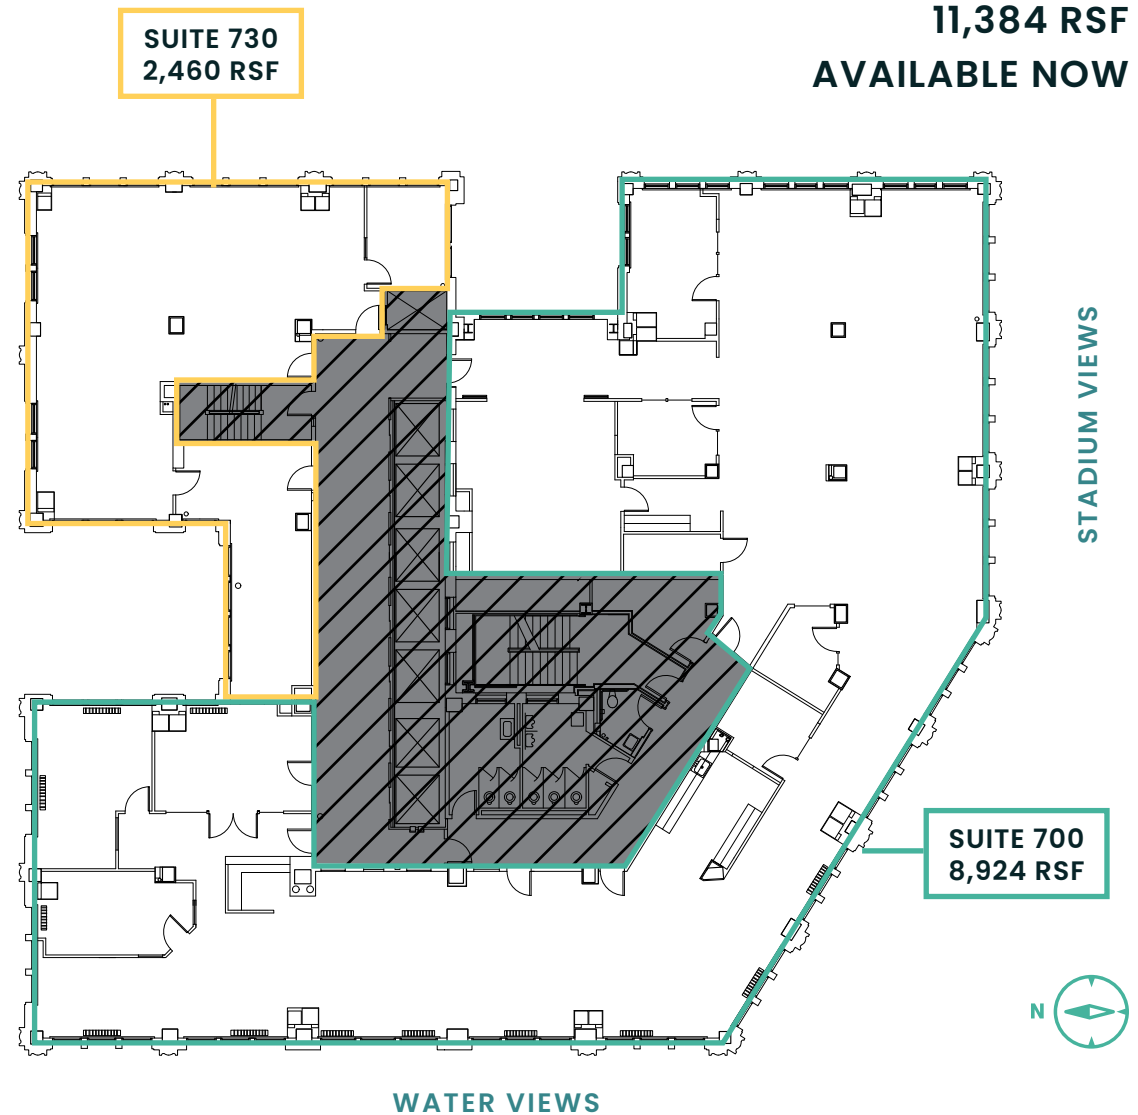 11,384 RSF
AVAILABLE NOW
SUITE 730
2,460 RSF
STADIUM VIEWS
SUITE 700
8,924 RSF
N
WATER VIEWS